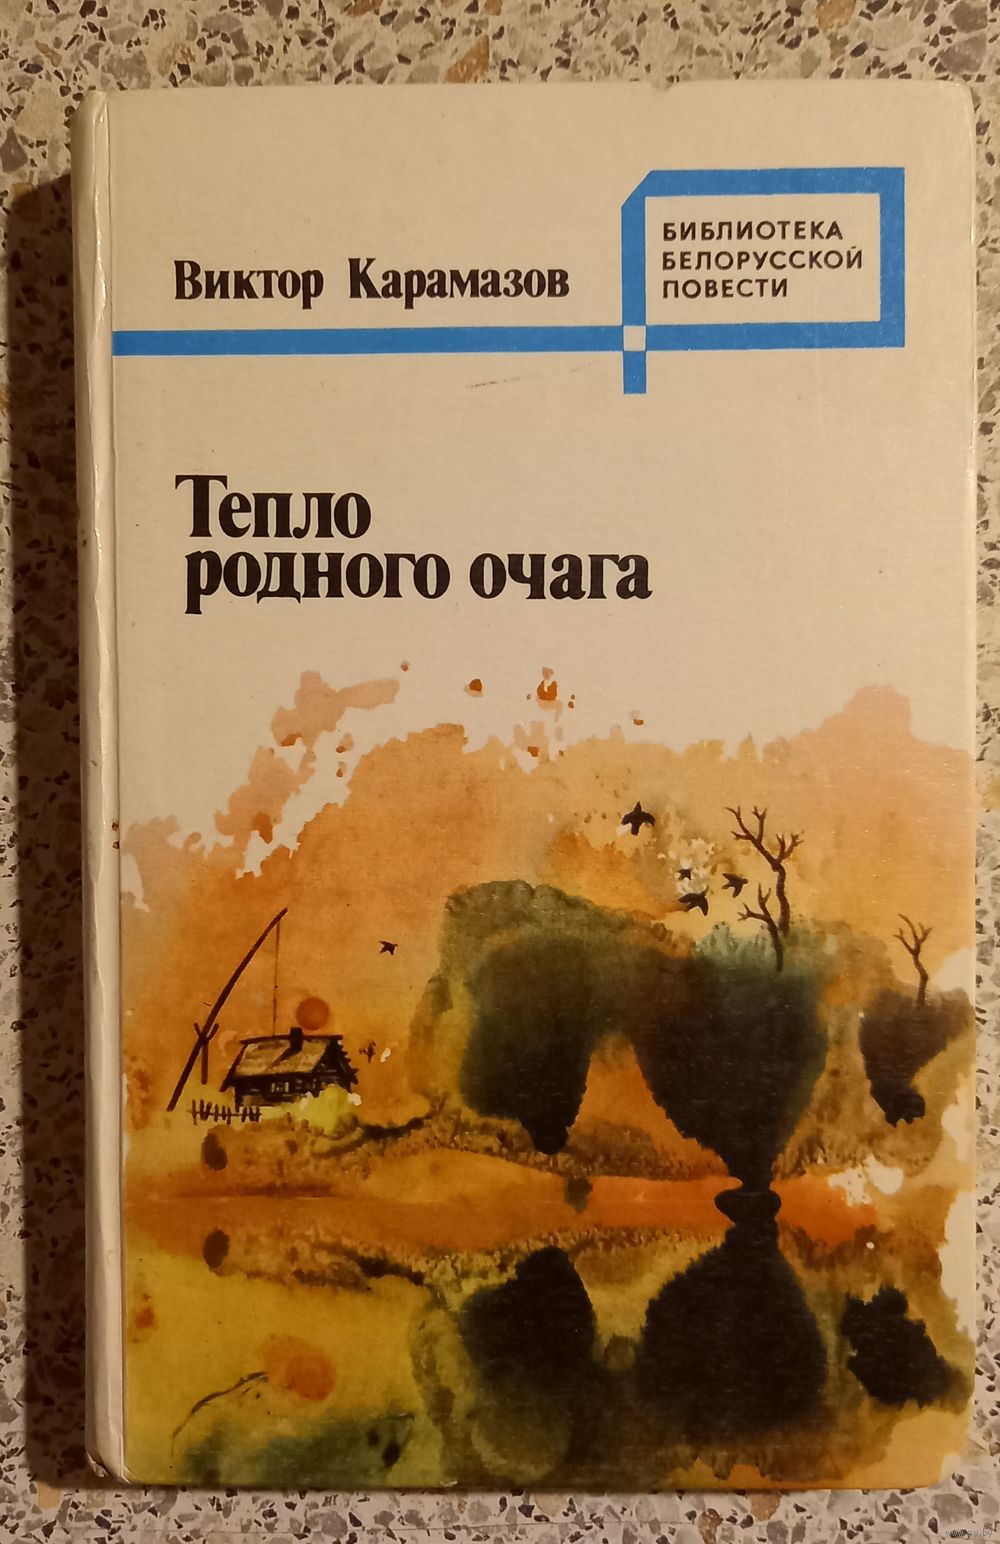 Виктор Карамазов
БИБЛИОТЕКА
БЕЛОРУССКОЙ
ПОВЕСТИ
Тепло
родного очага